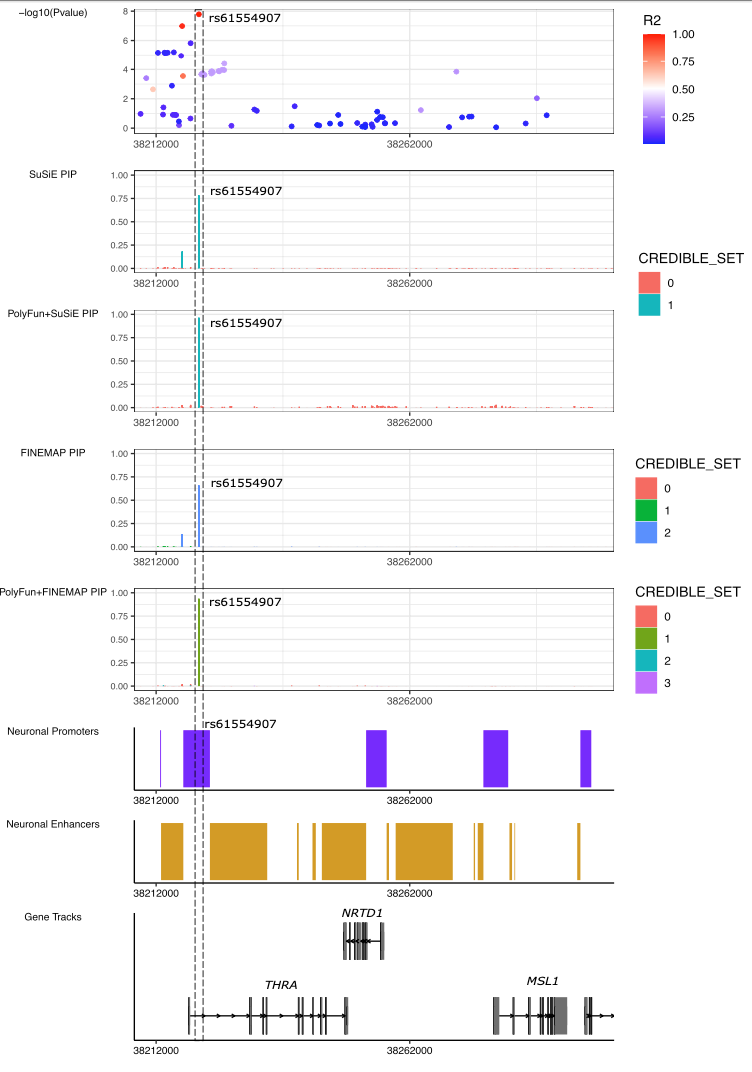 −log10(Pvalue)
8
6
4
2
0
rs61554907
38212000
38262000
R2
1.00
0.75
0.50
0.25
SuSiE PIP
1.00
0.75
0.50
0.25
0.00
rs61554907
38212000
38262000
CREDIBLE_SET
0
1
PolyFun+SuSiE PIP
1.00
0.75
0.50
0.25
0.00
rs61554907
38212000
38262000
FINEMAP PIP
1.00
0.75
0.50
0.25
0.00
rs61554907
38212000
38262000
CREDIBLE_SET
0
1
2
PolyFun+FINEMAP PIP
1.00
0.75
0.50
0.25
0.00
rs61554907
38212000
38262000
CREDIBLE_SET
0
1
2
3
Neuronal Promoters
rs61554907
38212000
38262000
Neuronal Enhancers
38212000
38262000
Gene Tracks
NRTD1
THRA
MSL1
38212000
38262000